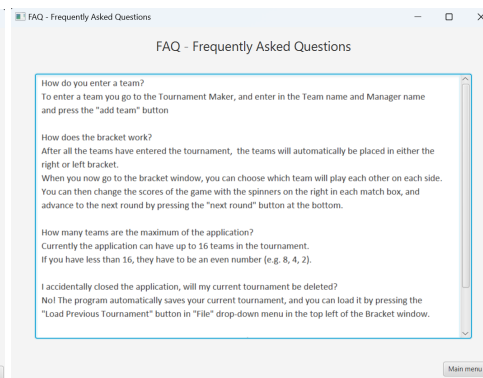 FAQ - Frequently Asked Questions
FAQ - Frequently Asked Questions
How do you enter a team?
To enter a team you go to the Tournament Maker, and enter in the Team name and Manager name
and press the "add team" button
How does the bracket work?
After all the teams have entered the tournament,  the teams will automatically be placed in either the
right or left bracket.
When you now go to the bracket window, you can choose which team will play each other on each side.
You can then change the scores of the game with the spinners on the right in each match box, and
advance to the next round by pressing the "next round" button at the bottom.
How many teams are the maximum of the application?
Currently the application can have up to 16 teams in the tournament.
If you have less than 16, they have to be an even number (e.g. 8, 4, 2).
I accidentally closed the application, will my current tournament be deleted?
No! The program automatically saves your current tournament, and you can load it by pressing the
"Load Previous Tournament" button in "File" drop-down menu in the top left of the Bracket window.
Main menu